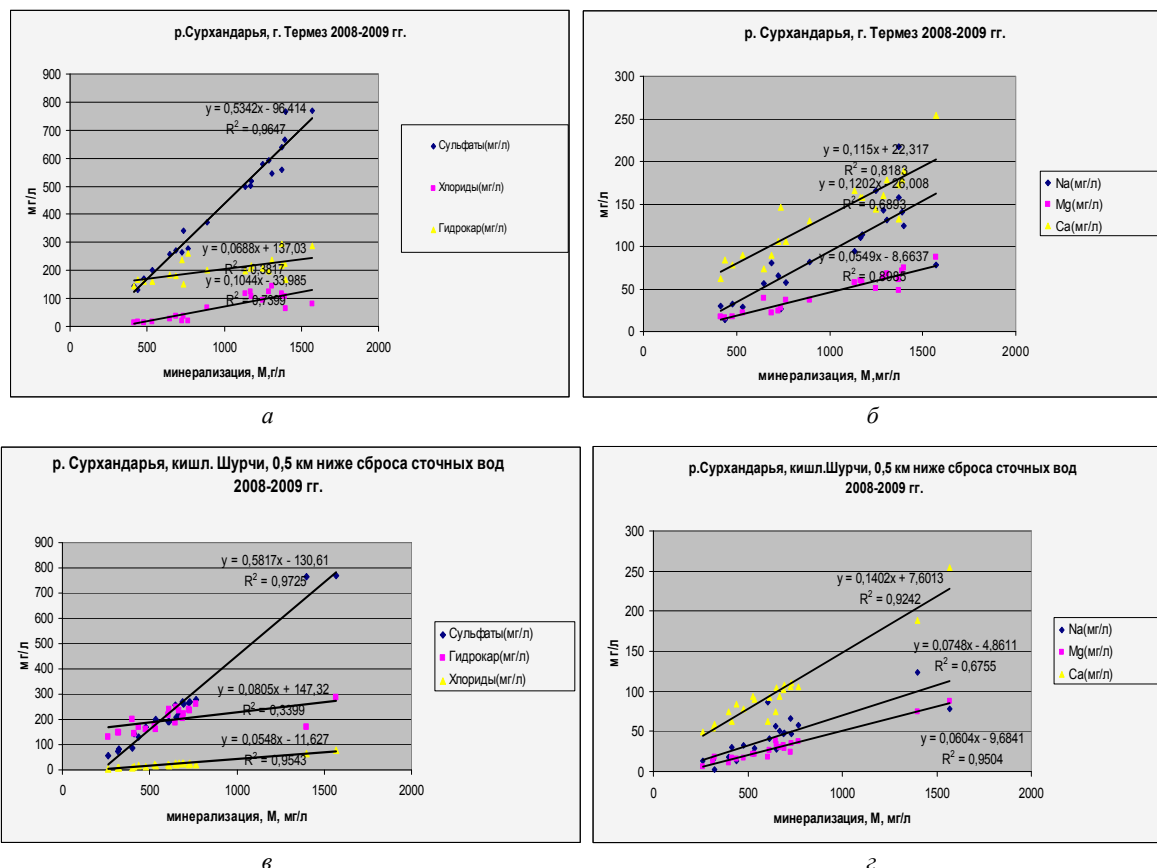 р.Сурхандарья, г. Термез 2008-2009 гг.
900
800
700
600
500
400
300
200
100
0
мг/л
y = 0,5342x - 96,414
R2 = 0,9647
y = 0,0688x + 137,03
R2 = 0,3817
y = 0,1044x - 33,985
R2 = 0,7399
0 500 1000 1500 2000
минерализация, М,г/л
Сульфаты(мг/л)
Хлориды(мг/л)
Гидрокар(мг/л)
а
р. Сурхандарья, г. Термез 2008-2009 гг.
300
250
200
150
100
50
0
мг/л
y = 0,115x + 22,317
R2 = 0,8183
y = 0,1202x - 26,008
y = 0,0549x - 8,6637
0 500 1000 1500 2000
минерализация, М,мг/л
Na(мг/л)
Mg(мг/л)
Ca(мг/л)
б
р. Сурхандарья, кишл. Шурчи, 0,5 км ниже сброса сточных вод
2008-2009 гг.
900
800
700
600
500
400
300
200
100
0
мг/л
y = 0,5817x - 130,61
R2 = 0,9725
y = 0,0805x + 147,32
R2 = 0,3399
y = 0,0548x - 11,627
R2 = 0,9543
0 500 1000 1500 2000
минерализация, М, мг/л
Сульфаты(мг/л)
Гидрокар(мг/л)
Хлориды(мг/л)
в
р.Сурхандарья, кишл.Шурчи, 0,5 км ниже сброса сточных вод
2008-2009 гг.
300
250
200
150
100
50
0
мг/л
y = 0,1402x + 7,6013
R2 = 0,9242
y = 0,0748x - 4,8611
R2 = 0,6755
y = 0,0604x - 9,6841
R2 = 0,9504
0 500 1000 1500 2000
минерализация, М, мг/л
Na(мг/л)
Mg(мг/л)
Ca(мг/л)
г